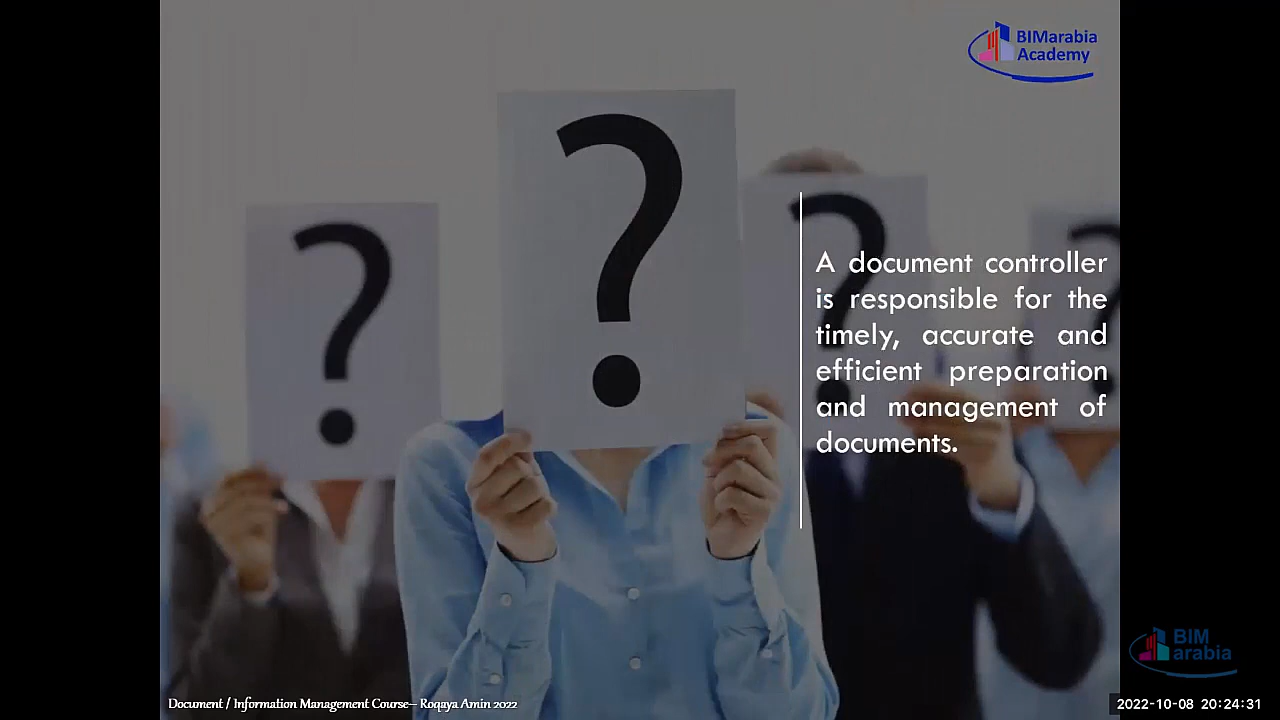 BIMarabia
Academy
?
?
?
?
A document controller
is responsible for the
timely, accurate and
efficient preparation
and management of
documents.
BIM
arabia
Document / Information Management Course– Roqaya Amin 2022
2022-10-08 20:24:31